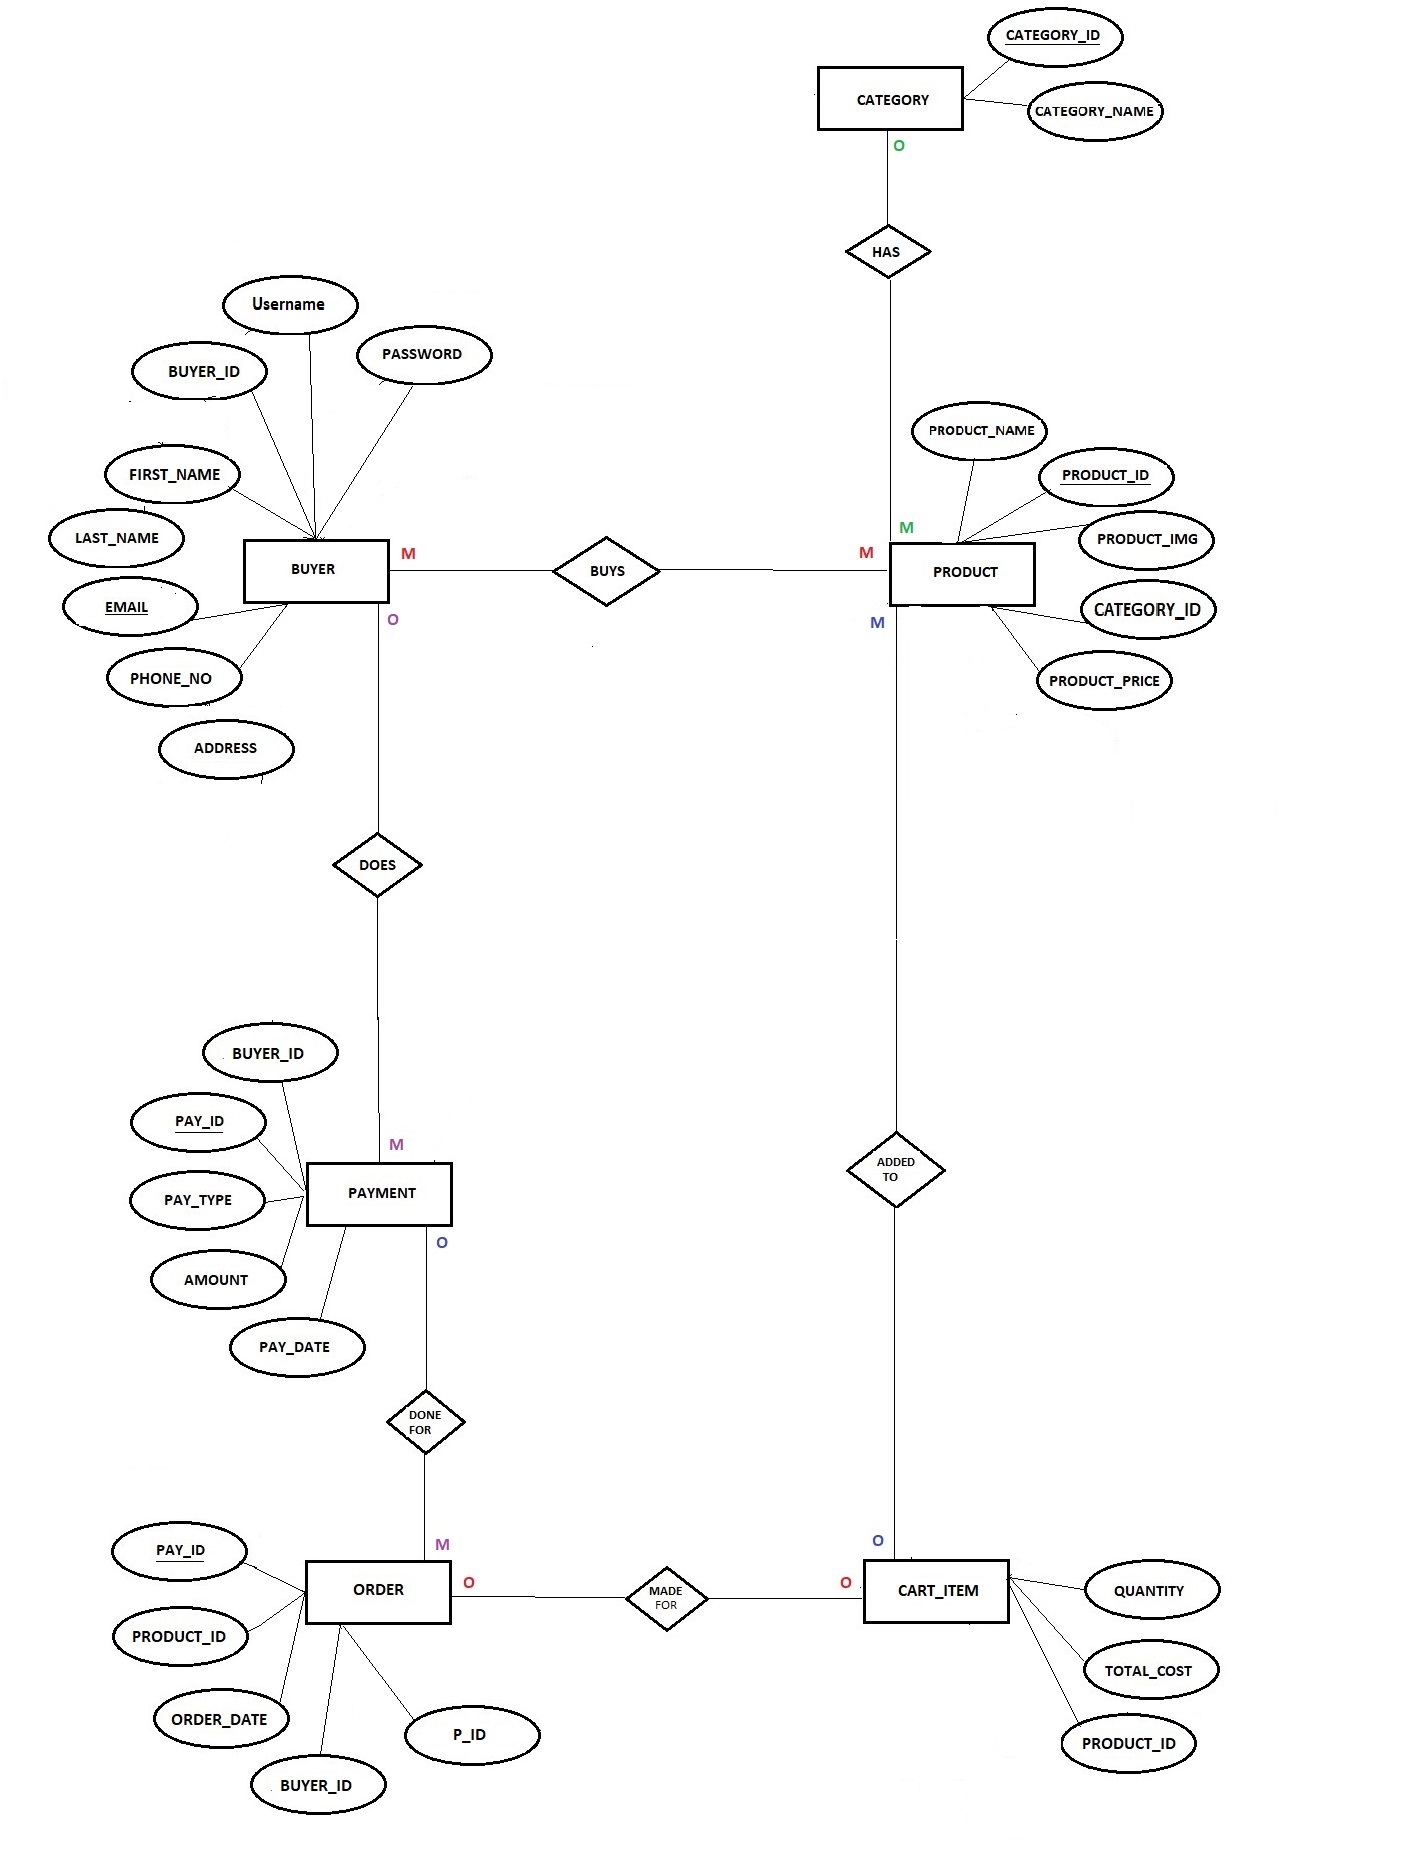 CATEGORY_ID
CATEGORY
CATEGORY_NAME
O
HAS
Username
PASSWORD
BUYER_ID
FIRST_NAME
LAST_NAME
EMAIL
PHONE_NO
ADDRESS
BUYER
M
BUYS
M
M
PRODUCT_NAME
PRODUCT_ID
PRODUCT_IMG
PRODUCT
CATEGORY_ID
PRODUCT_PRICE
O
M
DOES
BUYER_ID
PAY_ID
M
PAY_TYPE
PAYMENT
AMOUNT
PAY_DATE
O
ADDED
TO
DONE
FOR
M
O
PAY_ID
ORDER
O
MADE
FOR
O
CART_ITEM
QUANTITY
PRODUCT_ID
TOTAL_COST
ORDER_DATE
P_ID
PRODUCT_ID
BUYER_ID